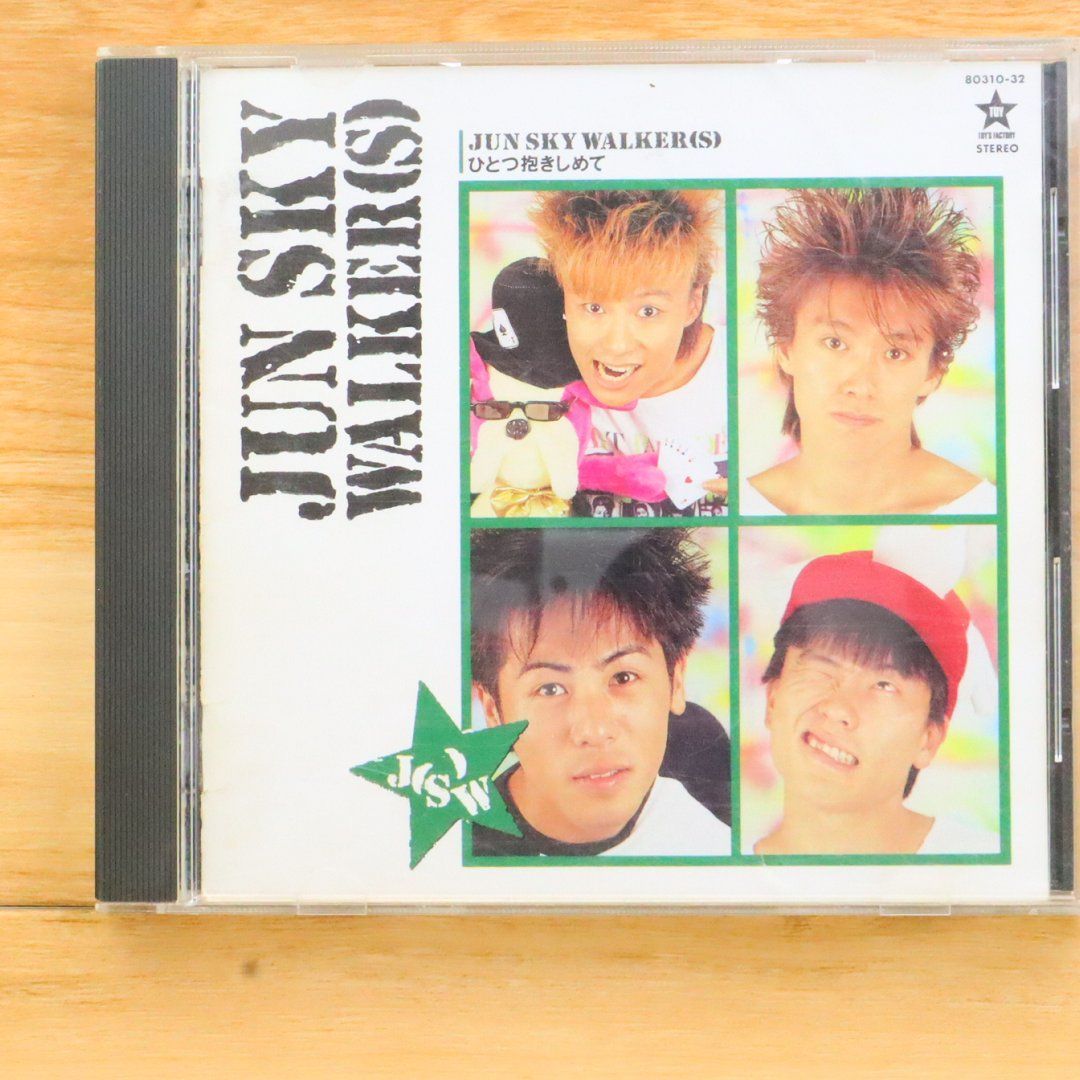 JUN SKY
WALKER(S)
80310-32
TOY
TOY'S FACTORY
STEREO
JUN SKY WALKER(S)
ひとつ抱きしめて
J(S)W